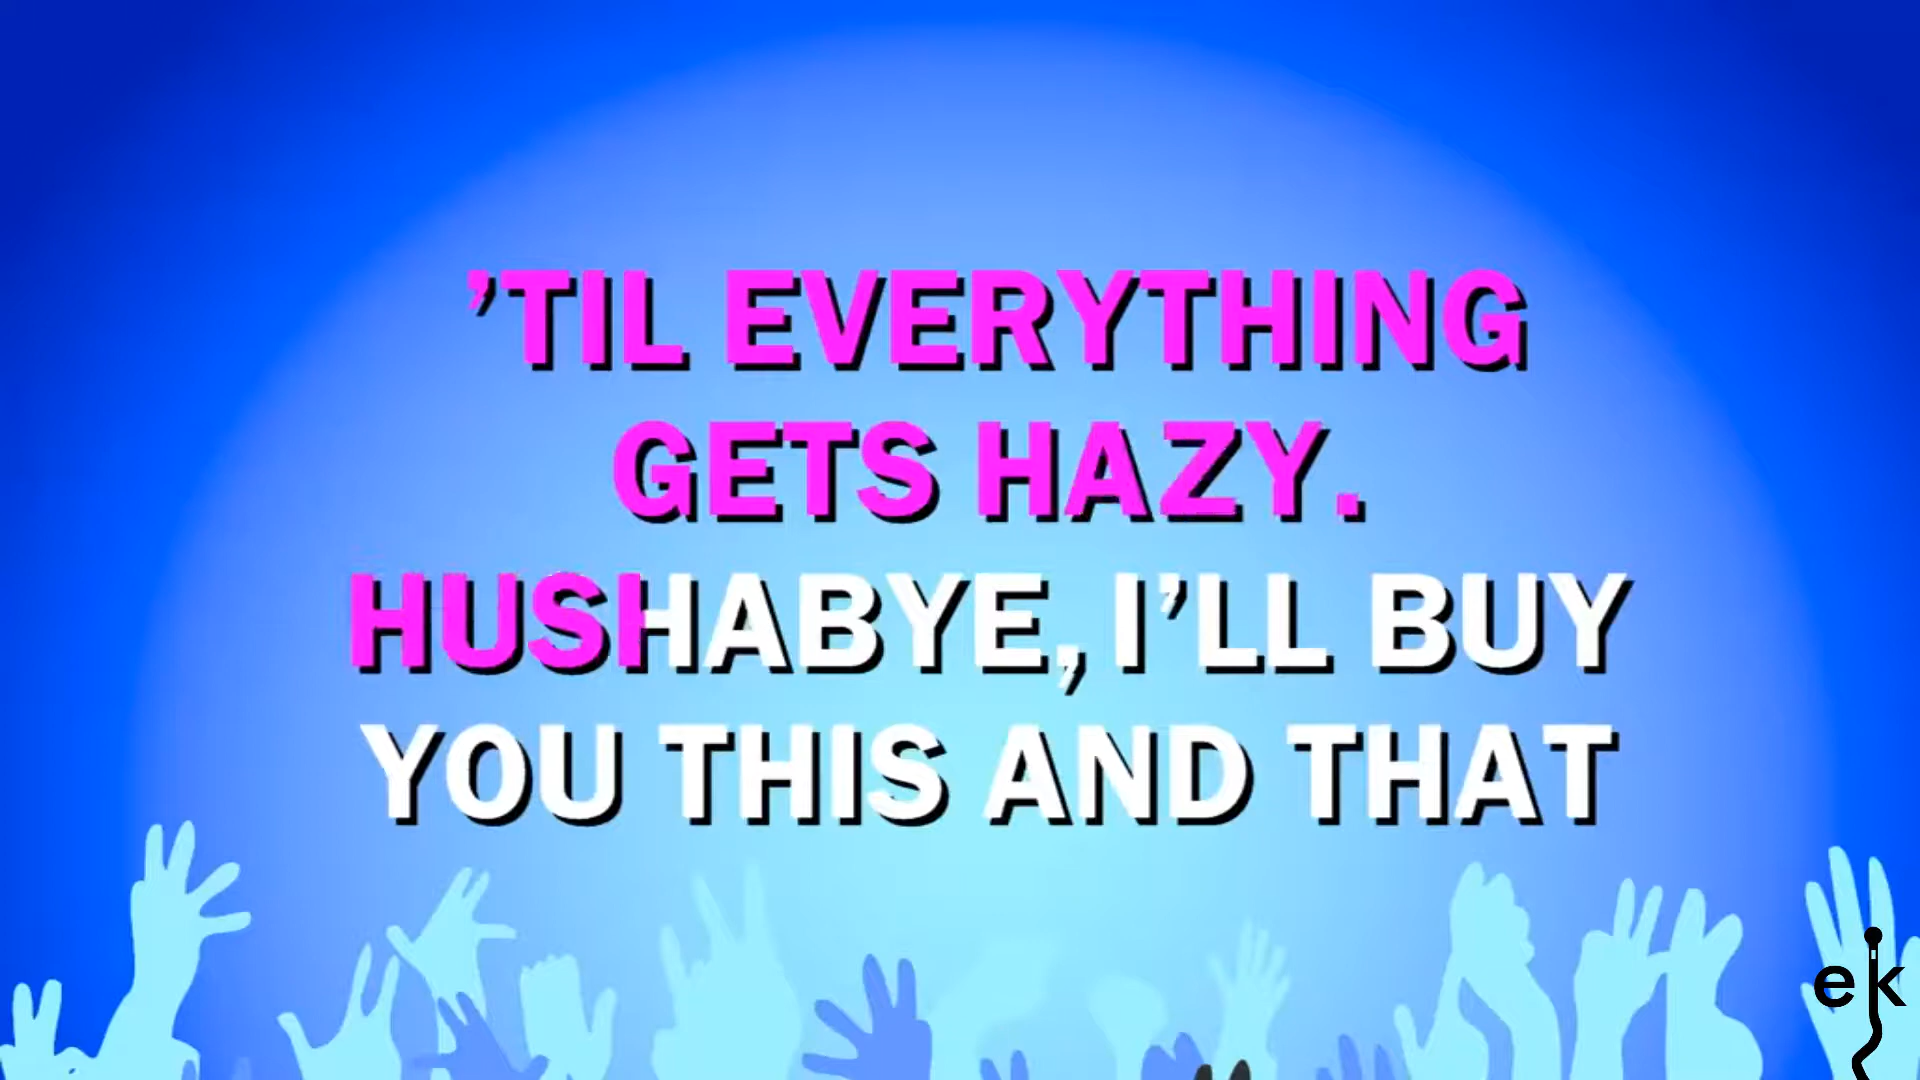 ’TIL EVERYTHING
GETS HAZY.
HUSHABYE, I’LL BUY
YOU THIS AND THAT
ek